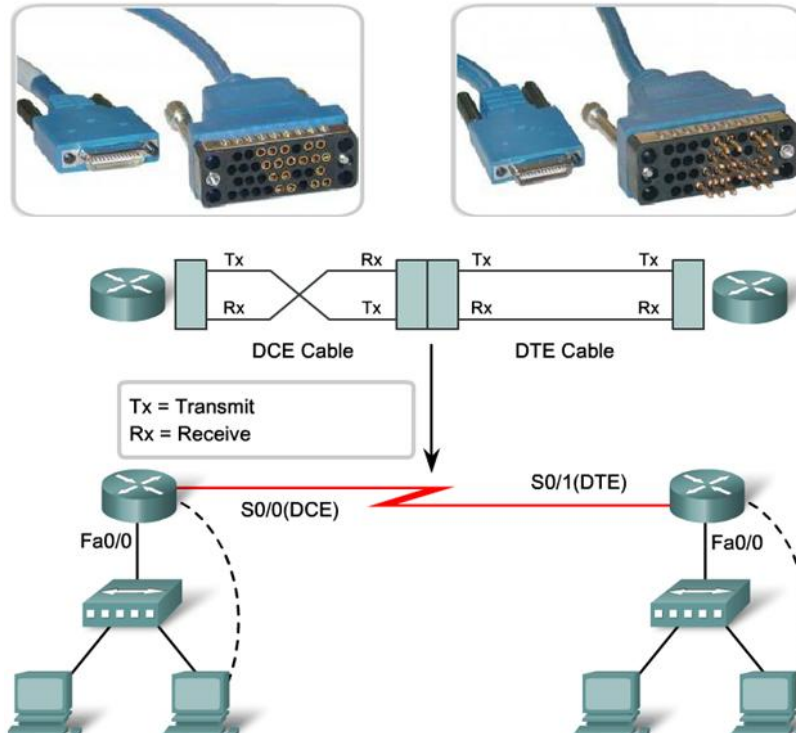 Tx Rx Tx Tx
Rx Tx Rx Rx
DCE Cable DTE Cable
Tx = Transmit
Rx = Receive
S0/0(DCE)
S0/1(DTE)
Fa0/0
Fa0/0